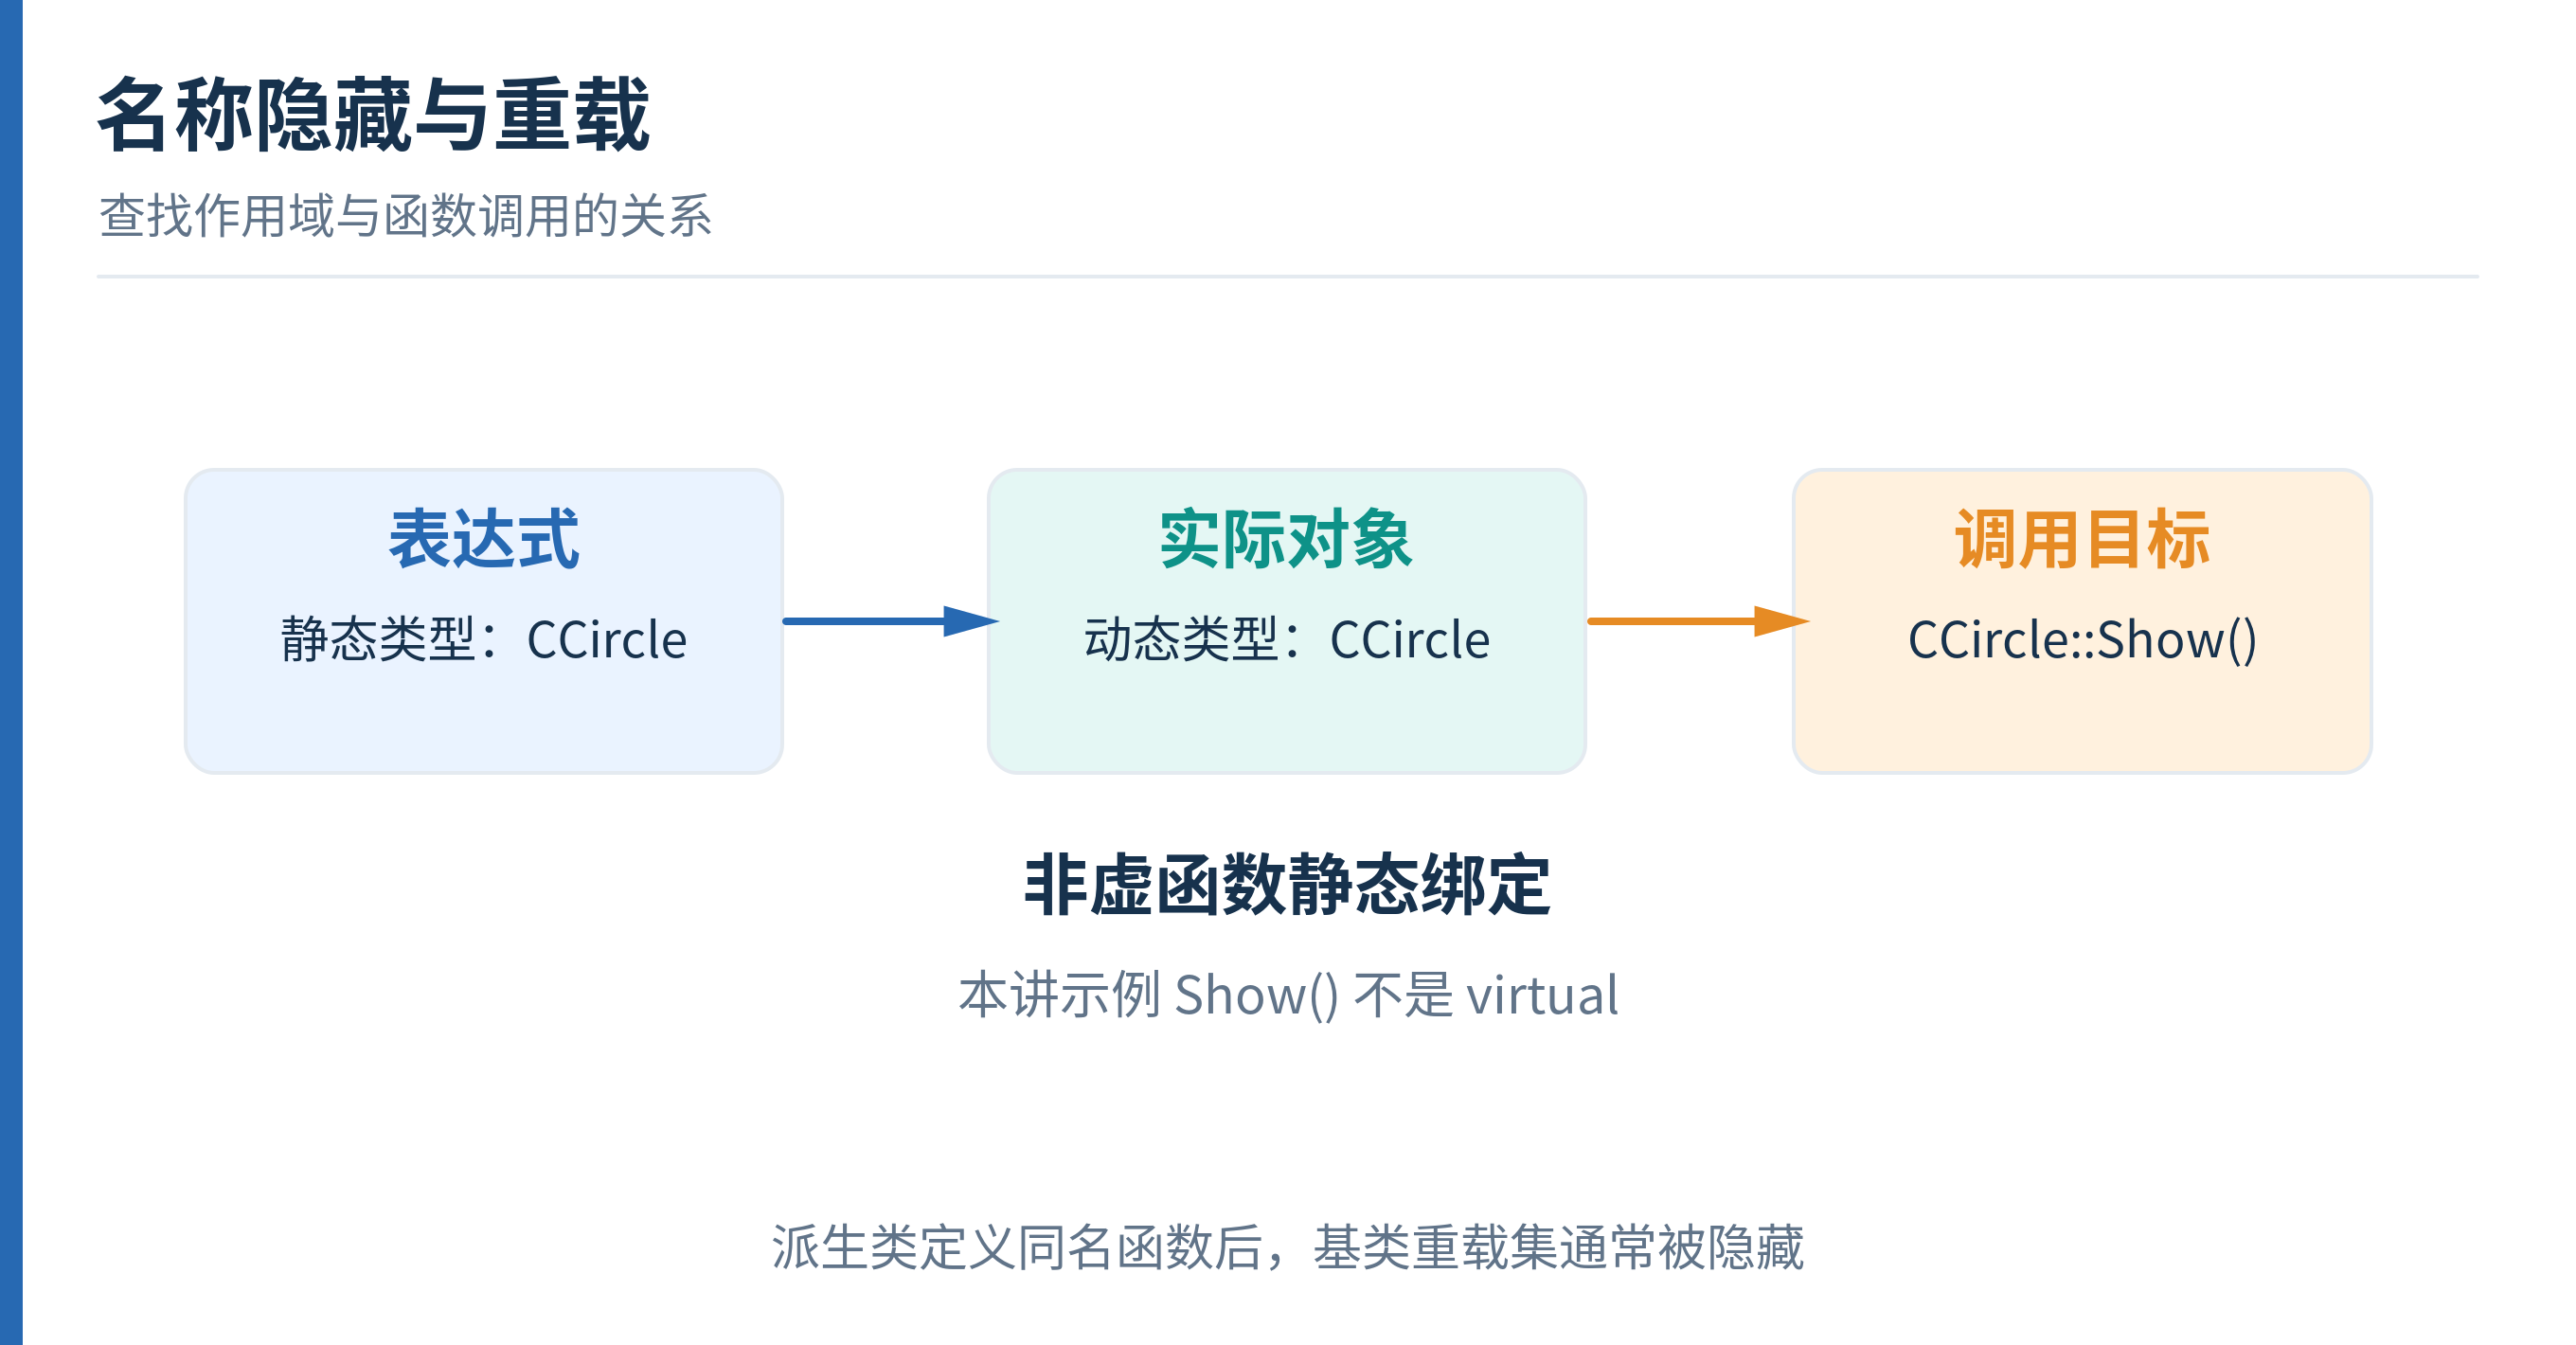 名称隐藏与重载
查找作用域与函数调用的关系
表达式
静态类型：CCircle
实际对象
动态类型：CCircle
调用目标
CCircle::Show()
非虚函数静态绑定
本讲示例 Show() 不是 virtual
派生类定义同名函数后，基类重载集通常被隐藏